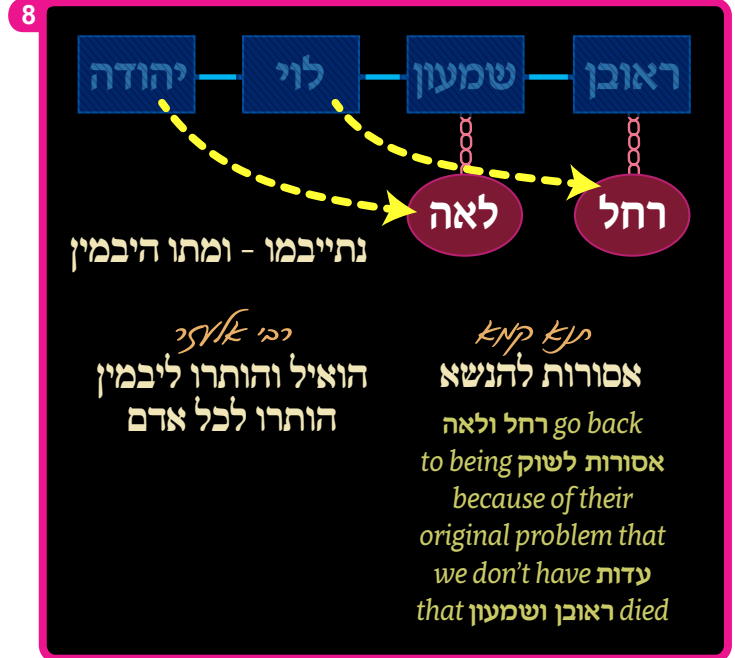 8
ראובן
שמעון
לוי
יהודה
רחל
לאה
נתייבמו - ומתו היבמין
תנא קמא
אסורות להנשא
רחל ולאה go back
to being אסורות לשוק
because of their
original problem that
we don't have עדות
that ראובן ושמעון died
רבי אלעזר
הואיל והותרו ליבמין
הותרו לכל אדם